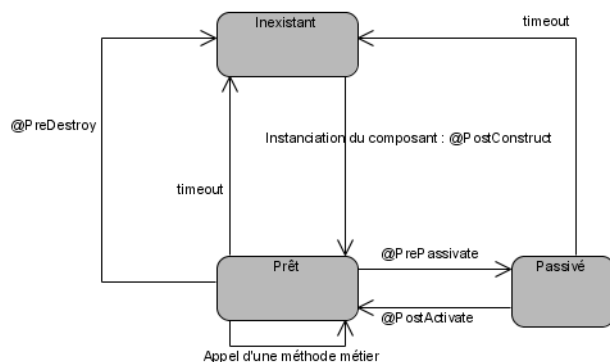 Inexistant
timeout
@PreDestroy
Instanciation du composant : @PostConstruct
timeout
Prêt
@PrePassivate
Passivé
@PostActivate
Appel d'une méthode métier